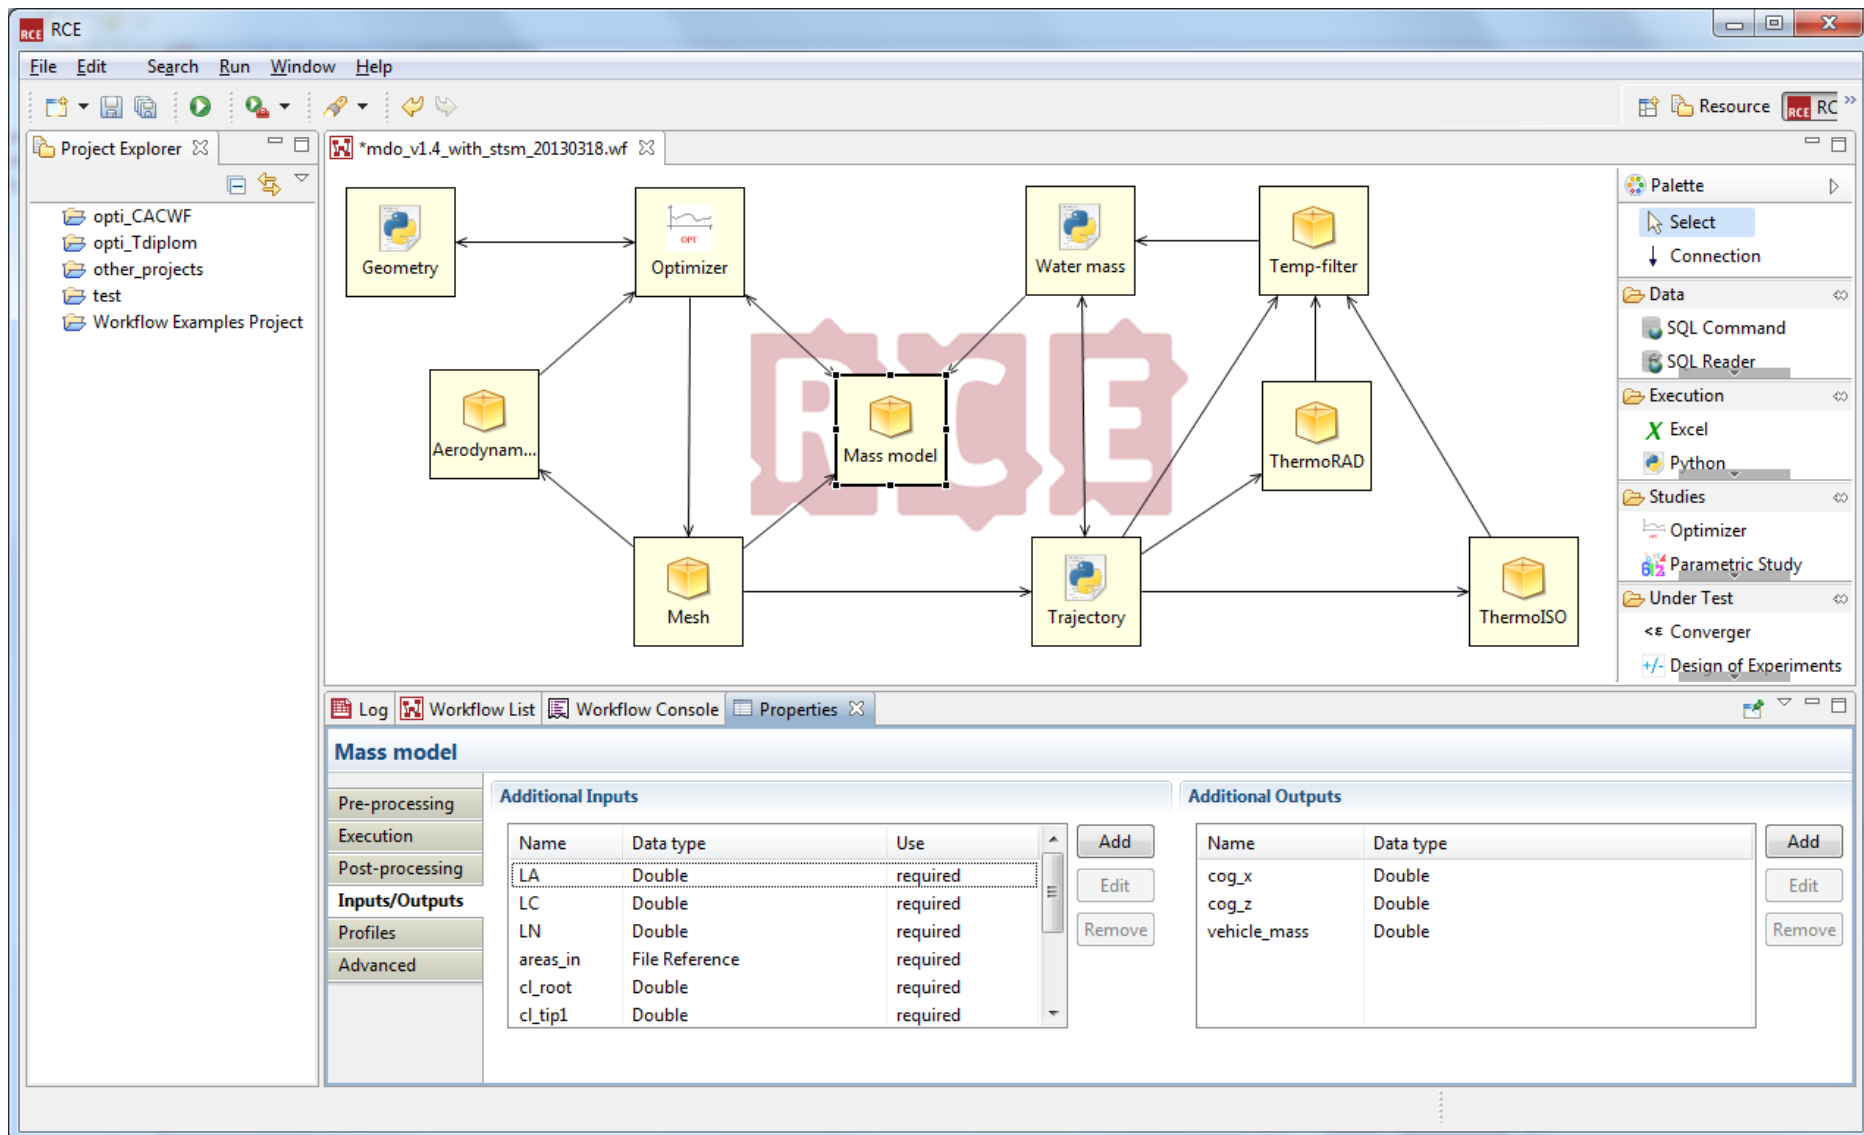 RCE RCE
File Edit Search Run Window Help
Resource RCE RC
Project Explorer
opti_CACWF
opti_Tdiplom
other_projects
test
Workflow Examples Project
*mdo_v1.4_with_stsm_20130318.wf
Geometry
OPT
Optimizer
Water mass
Temp-filter
RCE
Aerodynam...
Mass model
ThermoRAD
Mesh
Trajectory
ThermoISO
Palette
Select
Connection
Data
SQL Command
SQL Reader
Execution
Excel
Python
Studies
Optimizer
Parametric Study
Under Test
<ε Converger
+/- Design of Experiments
Log Workflow List Workflow Console Properties
Mass model
Pre-processing
Execution
Post-processing
Inputs/Outputs
Profiles
Advanced
Additional Inputs
Name Data type Use
LA Double required
LC Double required
LN Double required
areas_in File Reference required
cl_root Double required
cl_tip1 Double required
Add
Edit
Remove
Additional Outputs
Name Data type
cog_x Double
cog_z Double
vehicle_mass Double
Add
Edit
Remove